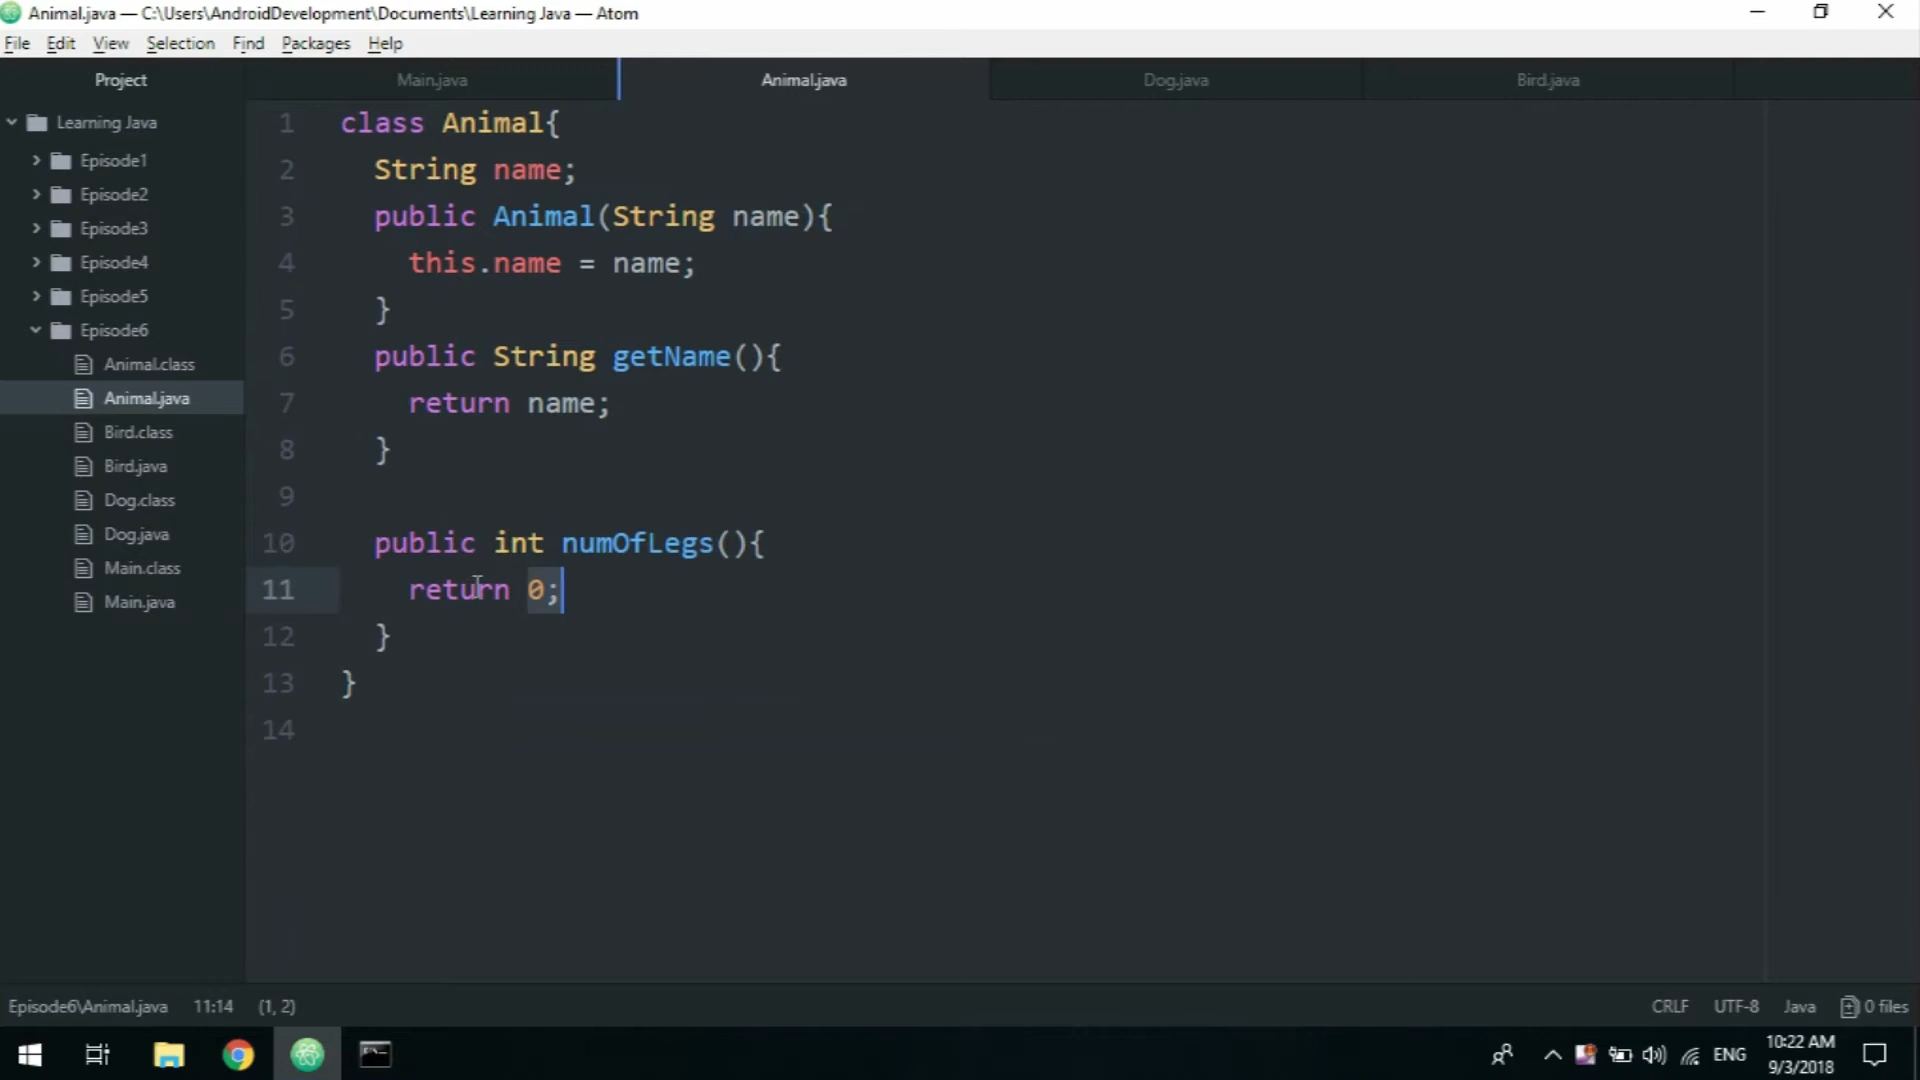 Animal.java — C:\Users\AndroidDevelopment\Documents\Learning Java — Atom
File Edit View Selection Find Packages Help
Project
Main.java Animal.java Dog.java Bird.java
Learning Java
Episode1
Episode2
Episode3
Episode4
Episode5
Episode6
Animal.class
Animal.java
Bird.class
Bird.java
Dog.class
Dog.java
Main.class
Main.java
1 class Animal{
2 String name;
3 public Animal(String name){
4 this.name = name;
5 }
6 public String getName(){
7 return name;
8 }
9
10 public int numOfLegs(){
11 return 0;
12 }
13 }
14
Episode6\Animal.java 11:14 (1, 2) CRLF UTF-8 Java 0 files
ENG 10:22 AM
9/3/2018